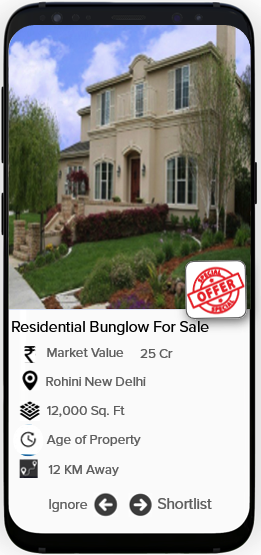 SPECIAL
OFFER
SPECIAL
Residential Bunglow For Sale
₹ Market Value 25 Cr
Rohini New Delhi
12,000 Sq. Ft
Age of Property
12 KM Away
Ignore Shortlist